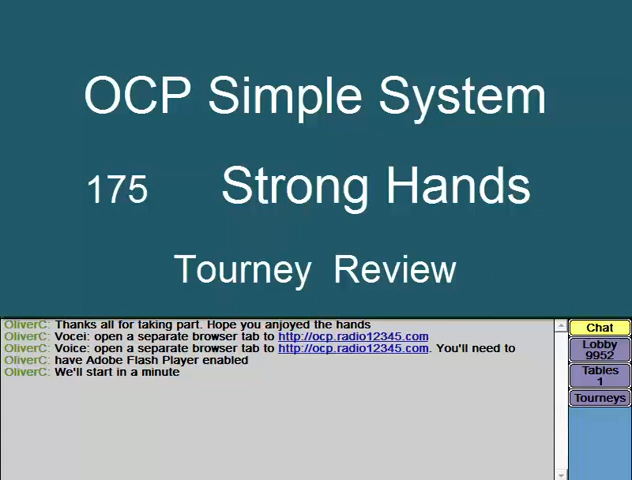 OCP Simple System
175 Strong Hands
Tourney Review
OliverC: Thanks all for taking part. Hope you anjoyed the hands
OliverC: Vocei: open a separate browser tab to http://ocp.radio12345.com
OliverC: Voice: open a separate browser tab to http://ocp.radio12345.com. You'll need to
OliverC: have Adobe Flash Player enabled
OliverC: We'll start in a minute
Chat
Lobby
9952
Tables
1
Tourneys